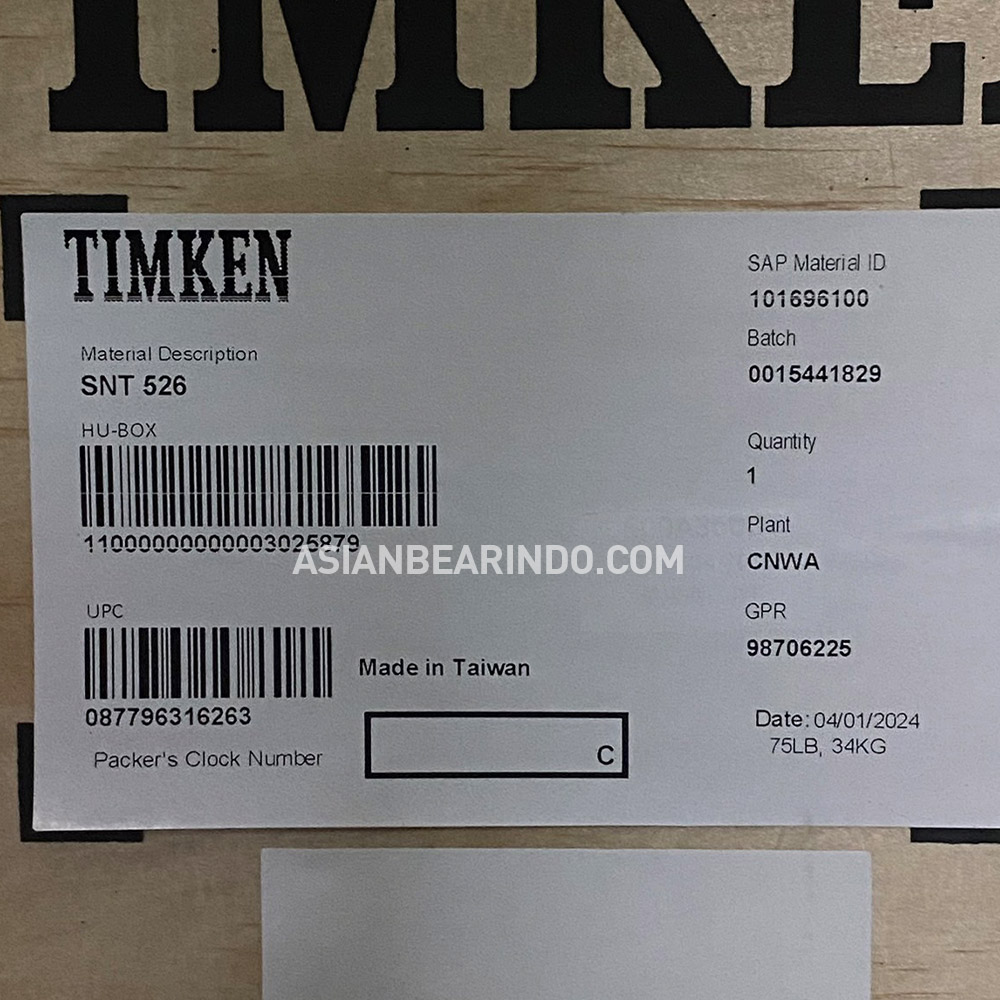 TIMKEN
TIMKEN
Material Description
SNT 526
HU-BOX
11000000000003025879
UPC
087796316263
Packer's Clock Number
Made in Taiwan
C
SAP Material ID
101696100
Batch
0015441829
Quantity
1
Plant
CNWA
GPR
98706225
Date: 04/01/2024
75LB, 34KG
ASIANBEARINDO.COM